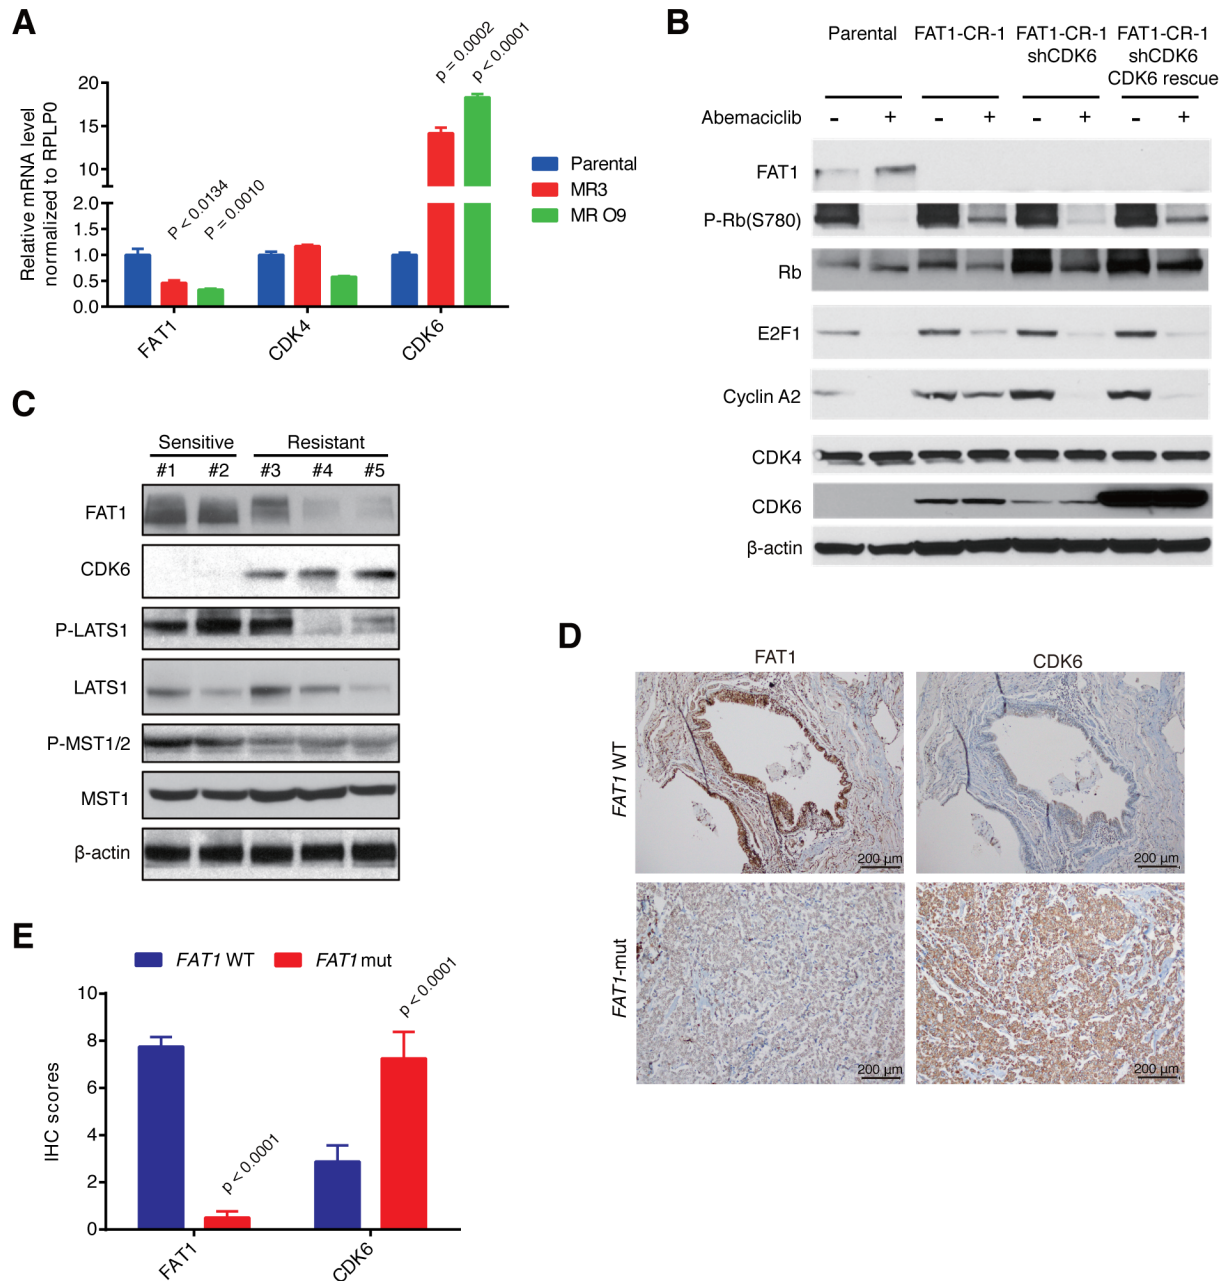 A
Relative mRNA level
normalized to RPLP0
20
15
10
2.0
1.5
1.0
0.5
0.0
P < 0.0134
P = 0.0010
p = 0.0002
p < 0.0001
FAT1
CDK4
CDK6
Parental
MR3
MR O9
B
Parental
FAT1-CR-1
FAT1-CR-1
shCDK6
FAT1-CR-1
shCDK6
CDK6 rescue
Abemaciclib - + - + - + - +
FAT1
P-Rb(S780)
Rb
E2F1
Cyclin A2
CDK4
CDK6
β-actin
C
Sensitive Resistant
#1 #2 #3 #4 #5
FAT1
CDK6
P-LATS1
LATS1
P-MST1/2
MST1
β-actin
D
FAT1 CDK6
FAT1 WT
200 µm 200 µm
FAT1-mut
200 µm 200 µm
E
FAT1 WT FAT1 mut
IHC scores
10
8
6
4
2
0
p < 0.0001
p < 0.0001
FAT1
CDK6